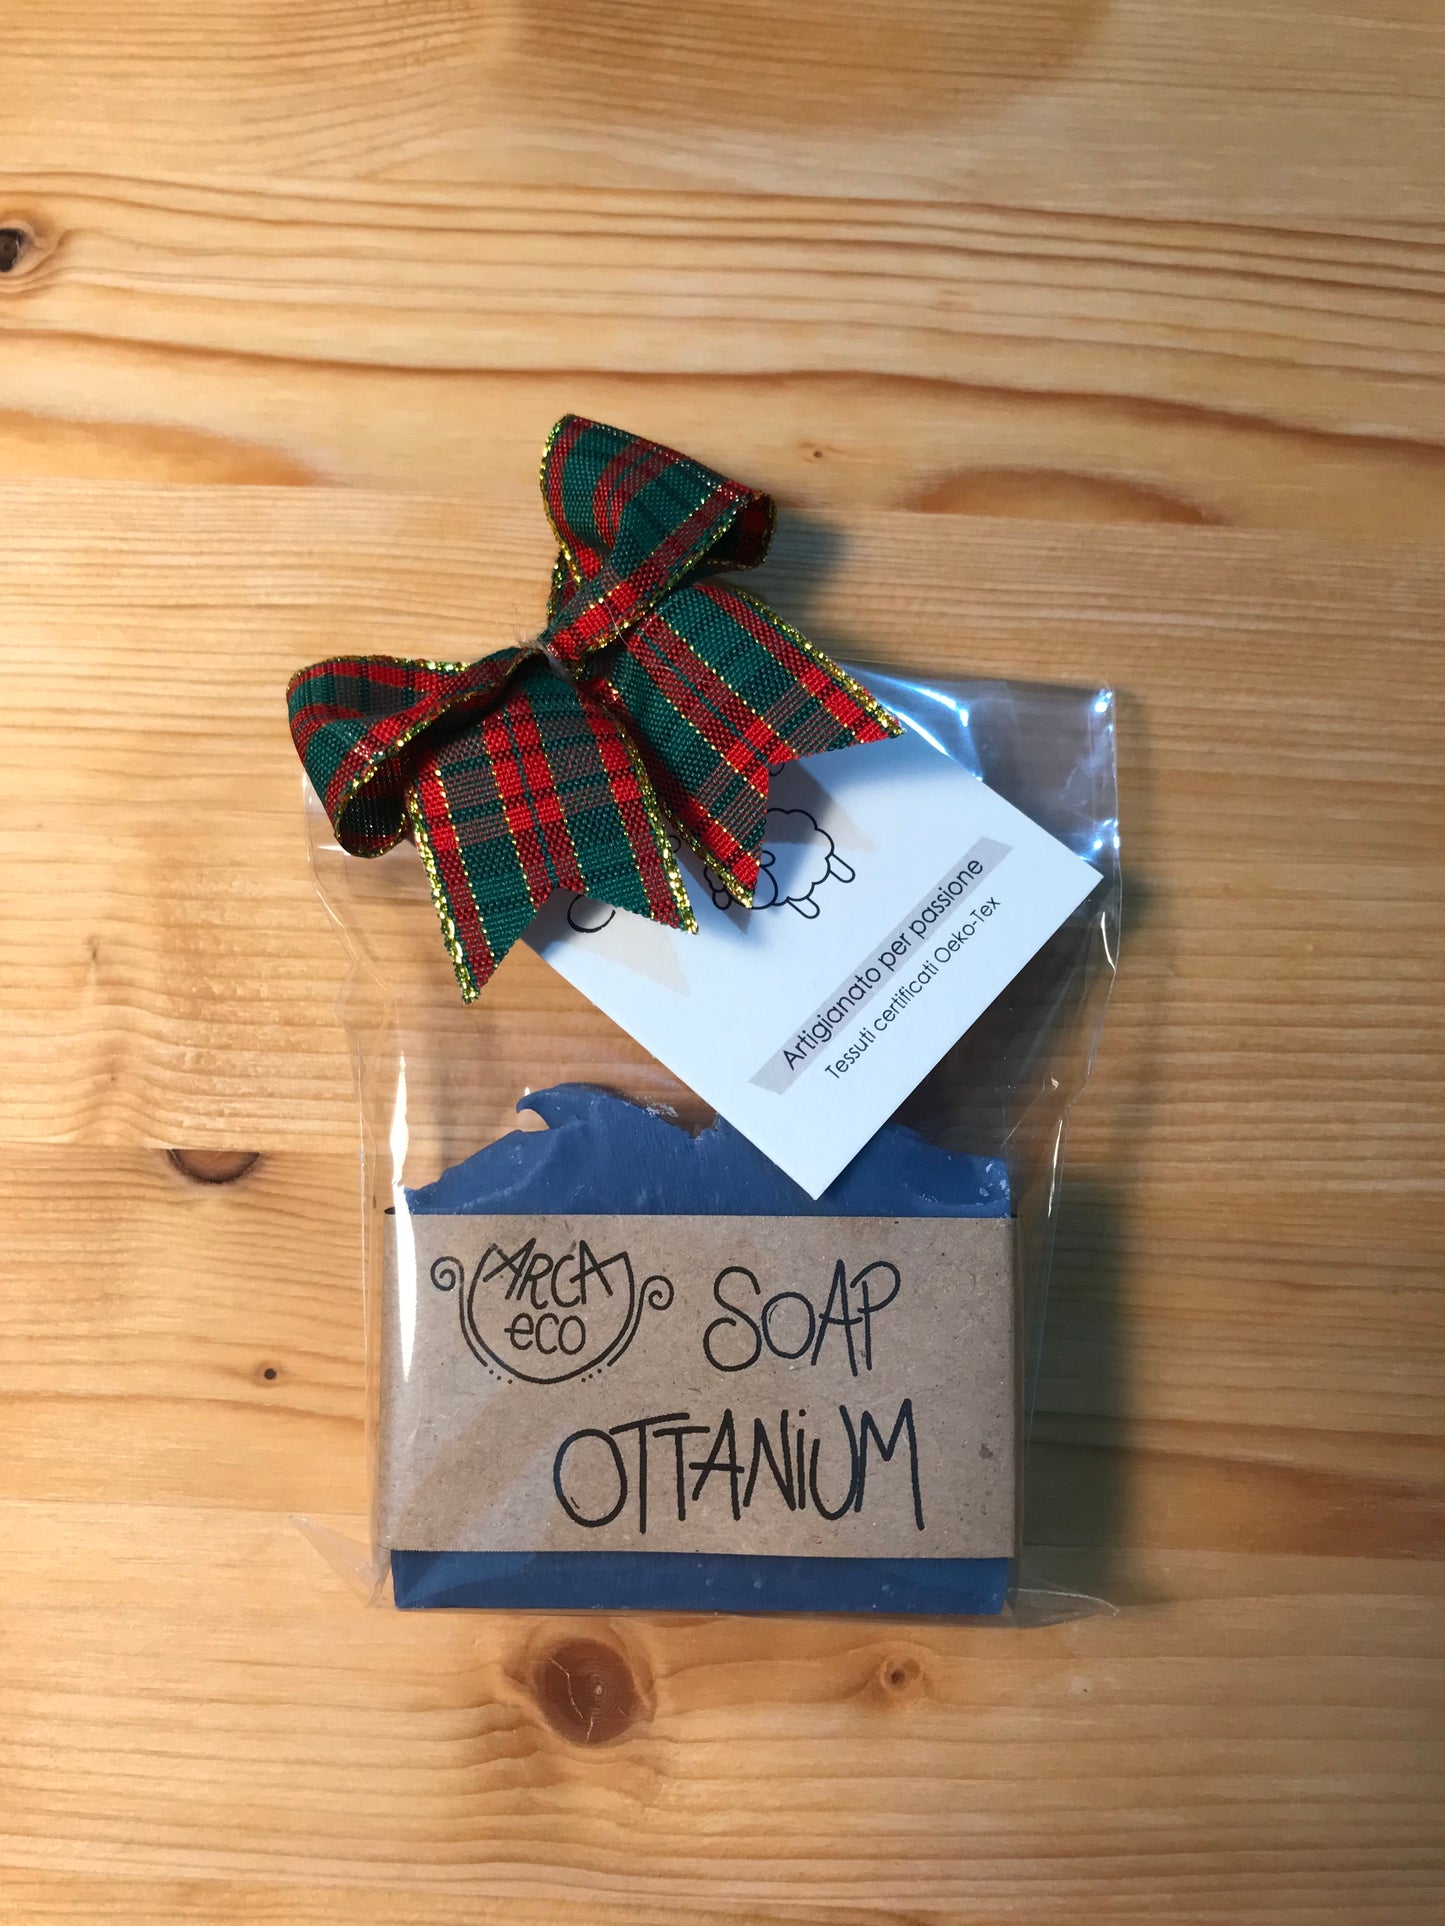 Artigianato per passione
Tessuti certificati Oeko-Tex
ARCA
eco
SOAP
OTTANiUM